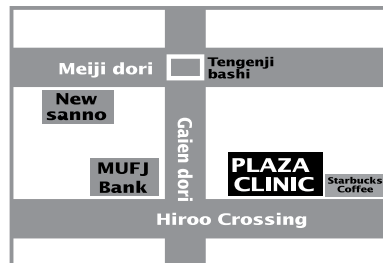 Meiji dori
Tengenji
bashi
New
sanno
Gaien dori
MUFJ
Bank
PLAZA
CLINIC
Starbucks
Coffee
Hiroo Crossing